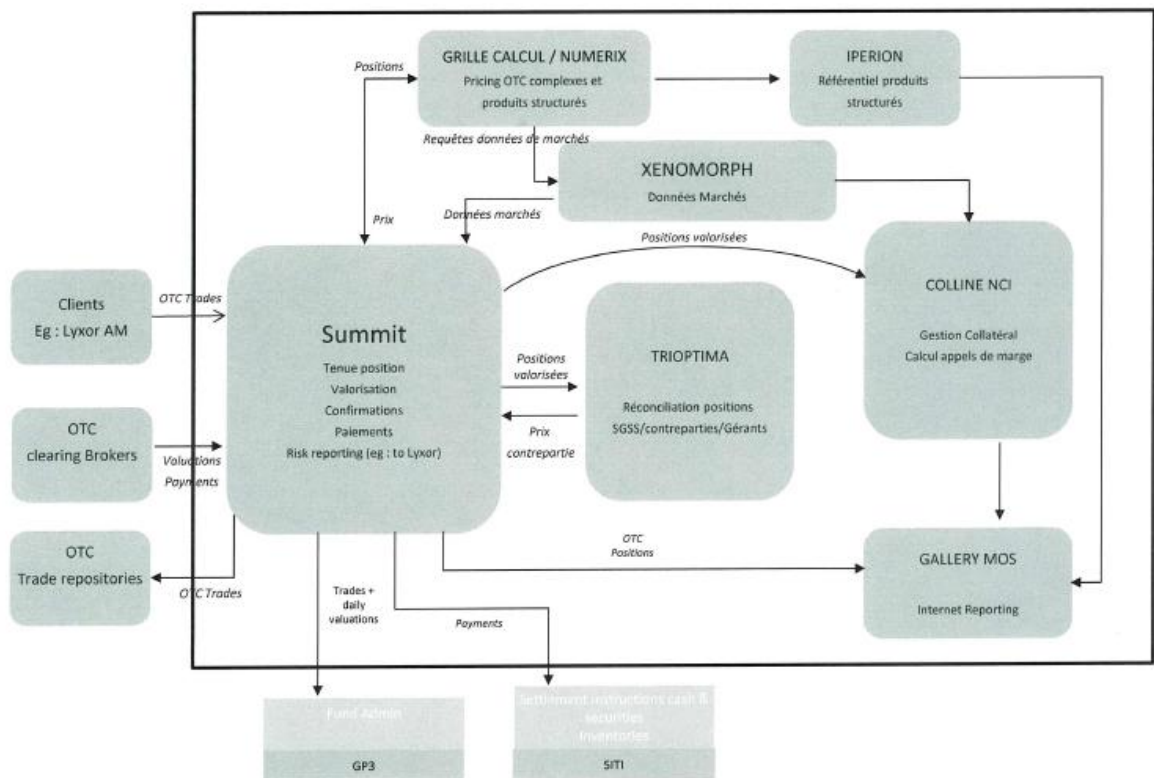 GRILLE CALCUL / NUMERIX
Pricing OTC complexes et
produits structurés
IPERION
Référentiel produits
structurés
Positions
Requêtes données de marchés
XENOMORPH
Données Marchés
Données marchés
Prix
Positions valorisées
Clients
Eg : Lyxor AM
OTC Trades
Summit
Tenue position
Valorisation
Confirmations
Paiements
Risk reporting (eg : to Lyxor)
Positions
valorisées
Prix
contrepartie
TRIOPTIMA
Réconciliation positions
SGSS/contreparties/Gérants
COLLINE NCI
Gestion Collatéral
Calcul appels de marge
OTC
clearing Brokers
Valuations
Payments
OTC
Trade repositories
OTC Trades
Trades +
daily
valuations
Payments
OTC
Positions
GALLERY MOS
Internet Reporting
Fund Admin
GP3
Settlement instructions cash &
securities
Inventories
SITI